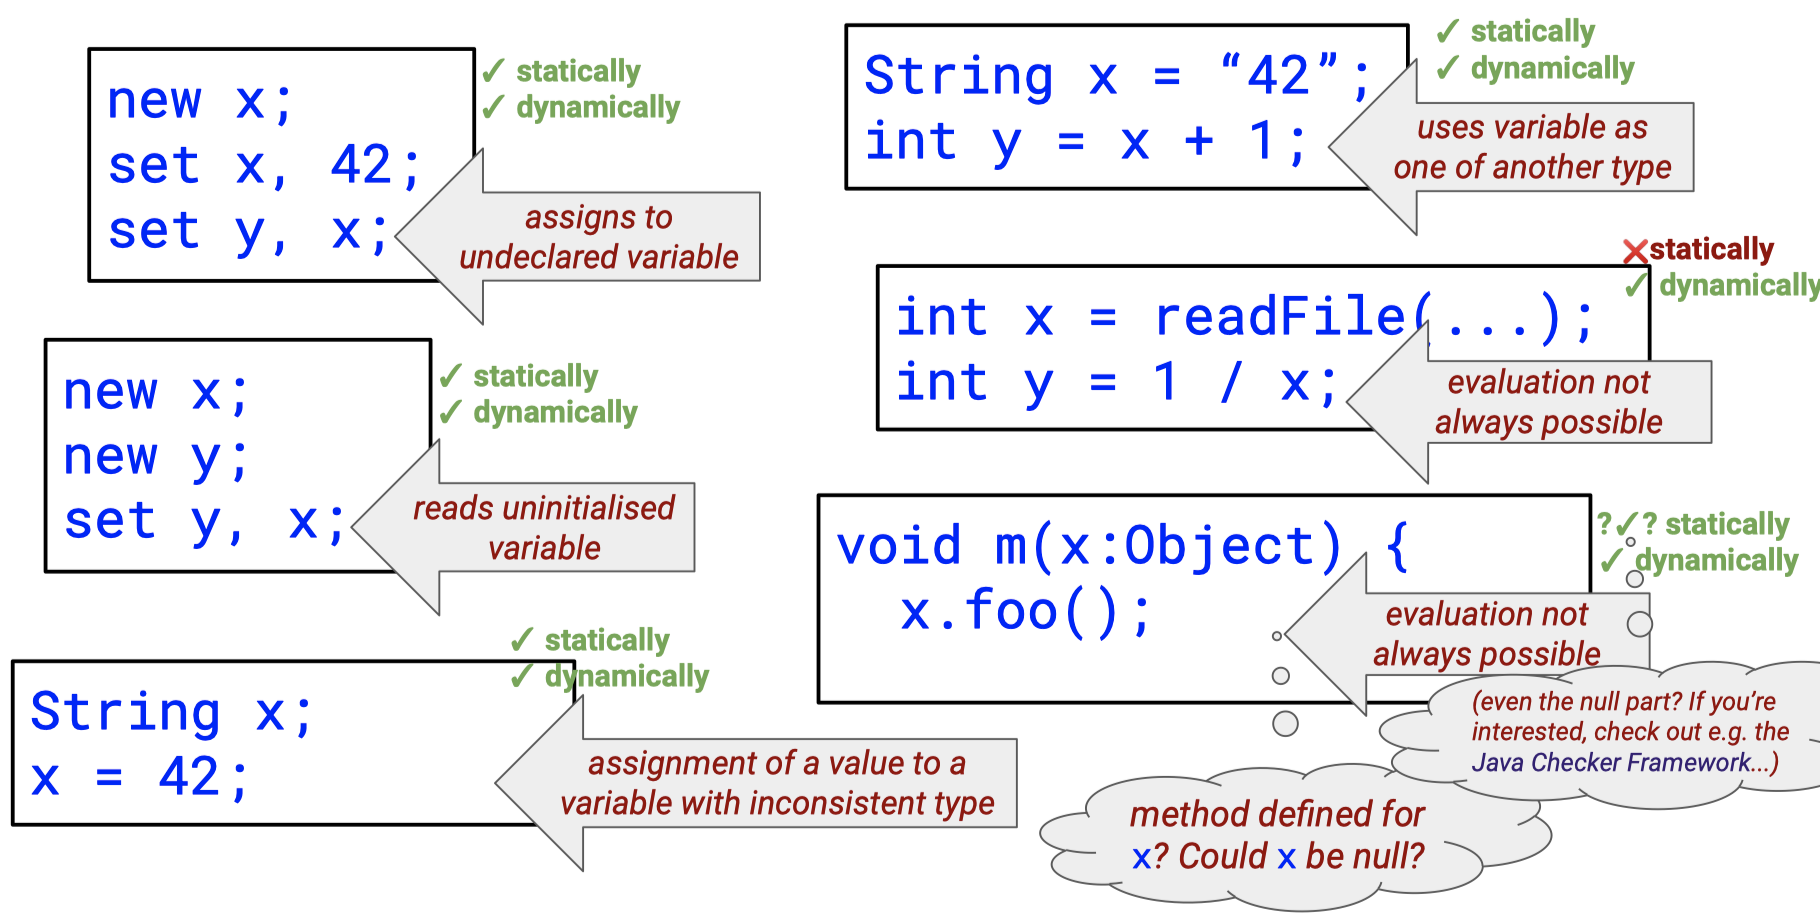 new x;
set x, 42;
set y, x;
✓ statically
✓ dynamically
assigns to
undeclared variable
new x;
new y;
set y, x;
✓ statically
✓ dynamically
reads uninitialised
variable
String x;
x = 42;
✓ statically
✓ dynamically
assignment of a value to a
variable with inconsistent type
String x = “42”;
int y = x + 1;
✓ statically
✓ dynamically
uses variable as
one of another type
int x = readFile(...);
int y = 1 / x;
❌statically
✓ dynamically
evaluation not
always possible
void m(x:Object) {
x.foo();
?✓? statically
✓ dynamically
evaluation not
always possible
(even the null part? If you’re
interested, check out e.g. the
Java Checker Framework...)
method defined for
x? Could x be null?